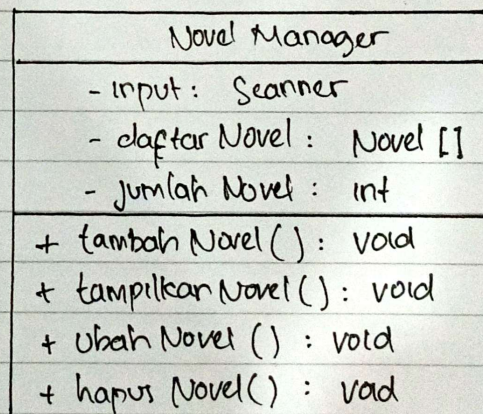 Novel Manager
- input : Scanner
- daftar Novel : Novel []
- jumlah Novel : int
+ tambah Novel () : void
+ tampilkan Novel () : void
+ Ubah Novel () : void
+ hapus Novel () : void